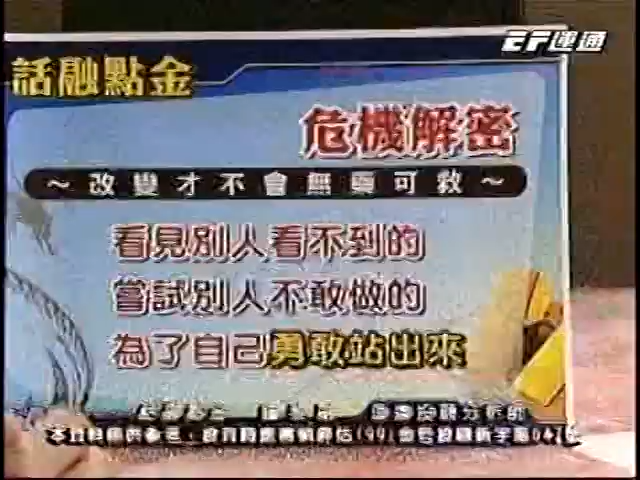 EF運通
話融點金
危機解密
～改變才不會無藥可救～
看見別人看不到的
嘗試別人不敢做的
為了自己勇敢站出來